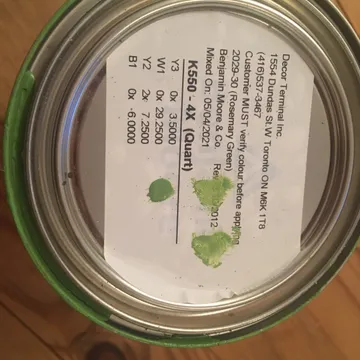 Decor Terminal Inc.
1554 Dundas St.W Toronto ON M6K 1T8
(416)537-3467
Customer MUST verify colour before applying
2029-30 (Rosemary Green)
Benjamin Moore & Co.
Mixed On: 05/04/2021
K550 - 4X (Quart)
Y3 0x 3.5000
W1 0x 29.2500
Y2 2x 7.2500
B1 0x -6.0000